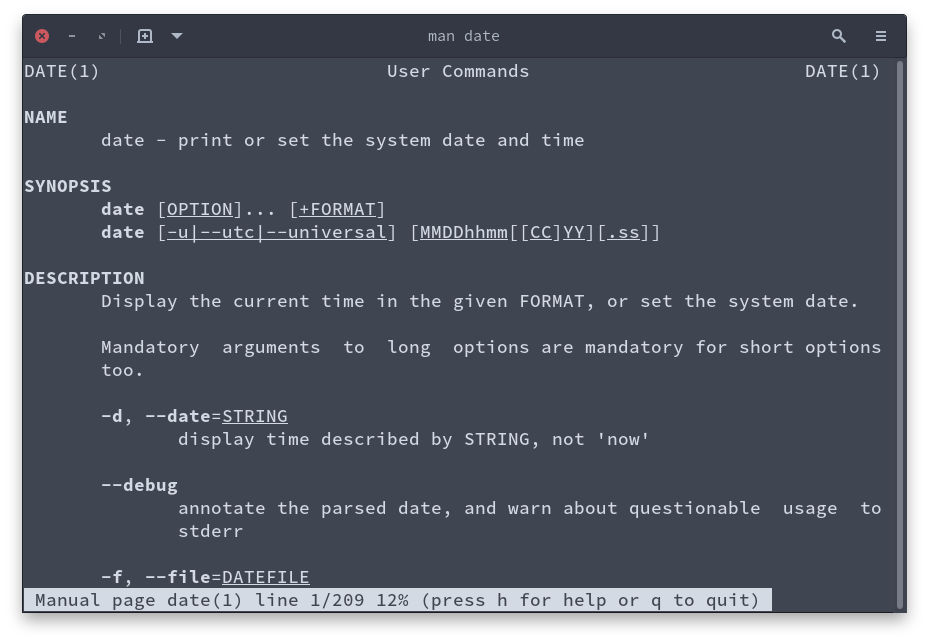 man date
DATE(1) User Commands DATE(1)
NAME
date - print or set the system date and time
SYNOPSIS
date [OPTION]... [+FORMAT]
date [-u|--utc|--universal] [MMDDhhmm[[CC]YY][.ss]]
DESCRIPTION
Display the current time in the given FORMAT, or set the system date.
Mandatory arguments to long options are mandatory for short options
too.
-d, --date=STRING
display time described by STRING, not 'now'
--debug
annotate the parsed date, and warn about questionable usage to
stderr
-f, --file=DATEFILE
Manual page date(1) line 1/209 12% (press h for help or q to quit)